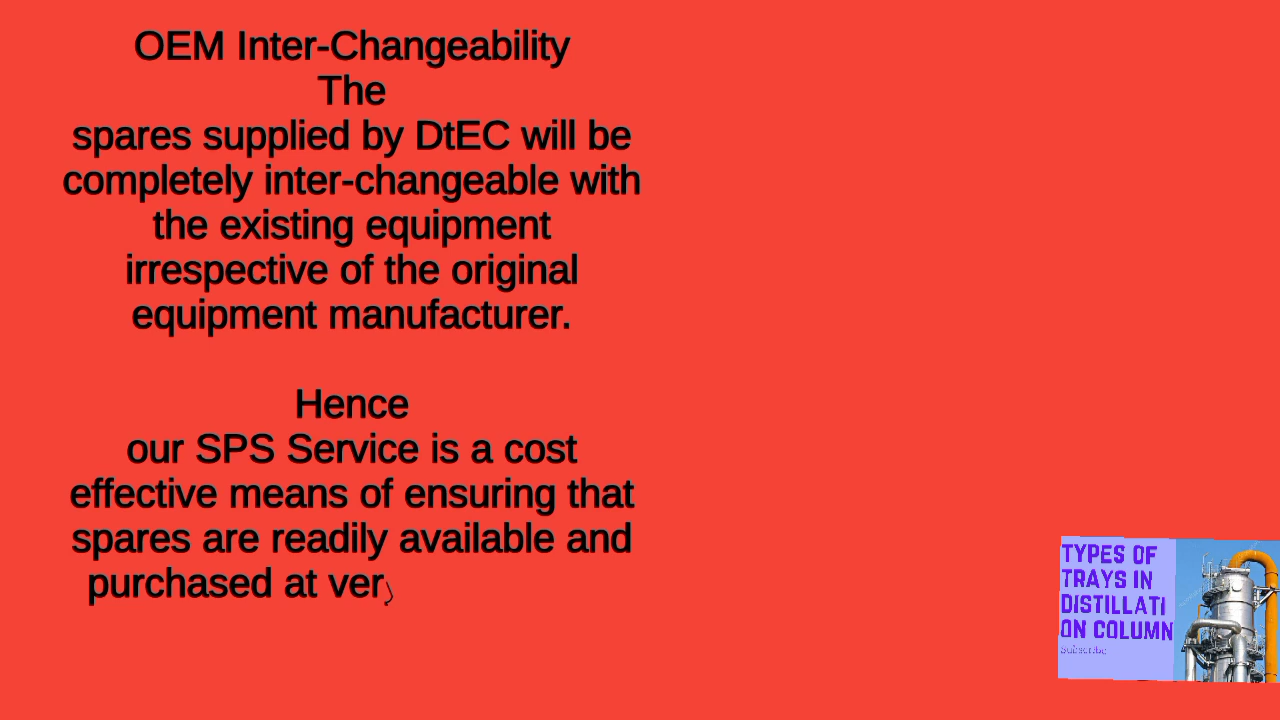 OEM Inter-Changeability
The
spares supplied by DtEC will be
completely inter-changeable with
the existing equipment
irrespective of the original
equipment manufacturer.
Hence
our SPS Service is a cost
effective means of ensuring that
spares are readily available and
purchased at ver
TYPES OF
TRAYS IN
DISTILLATI
ON COLUMN
Subscribe